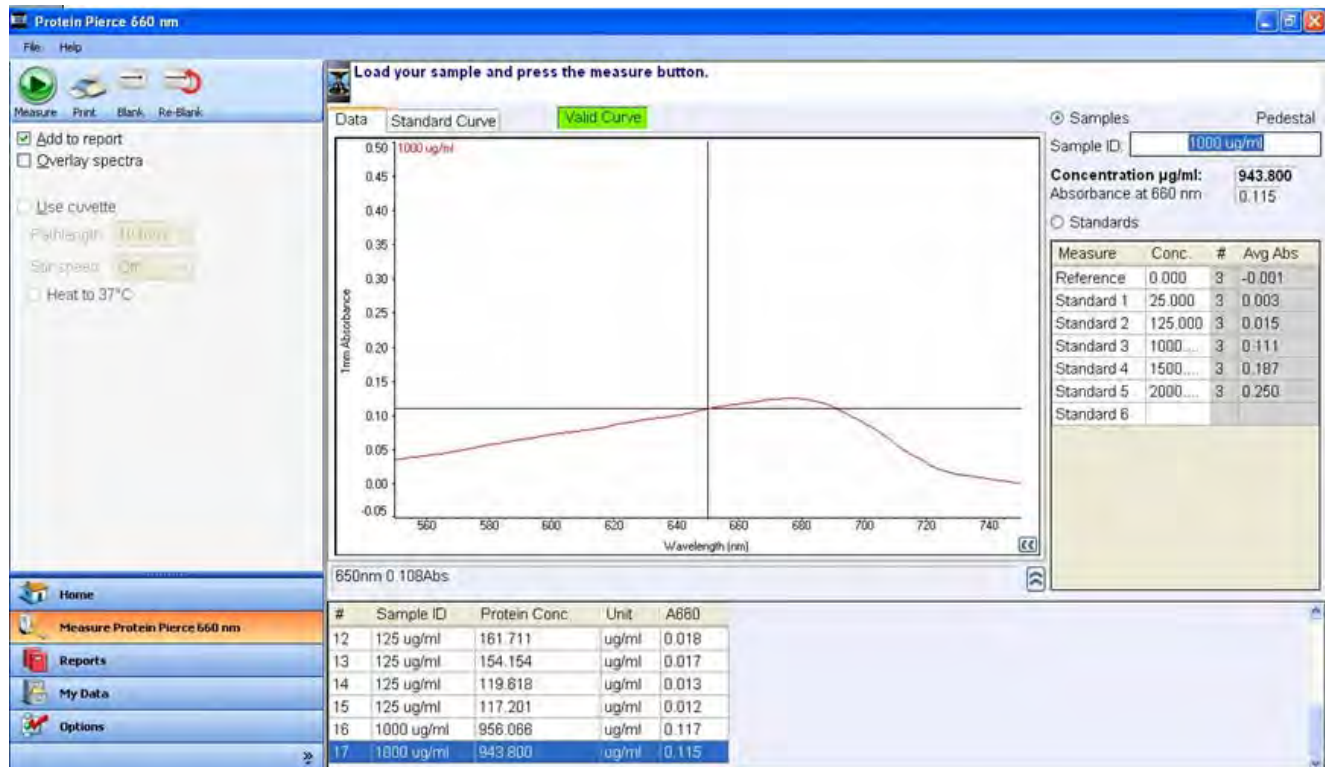 Protein Pierce 660 nm
File Help
Measure Print Blank Re-Blank
Add to report
Overlay spectra
Use cuvette
Pathlength
Stir speed Off
Heat to 37°C
Home
Measure Protein Pierce 660 nm
Reports
My Data
Options
Load your sample and press the measure button.
Data Standard Curve Valid Curve
1000 ug/ml
0.50
0.45
0.40
0.35
0.30
0.25
0.20
0.15
0.10
0.05
0.00
-0.05
1mm Absorbance
560 580 600 620 640 660 680 700 720 740
Wavelength (nm)
650nm 0.108Abs
Samples Pedestal
Sample ID: 1000 ug/ml
Concentration µg/ml: 943.800
Absorbance at 660 nm 0.115
Standards
Measure Conc. # Avg Abs
Reference 0.000 3 -0.001
Standard 1 25.000 3 0.003
Standard 2 125.000 3 0.015
Standard 3 1000.... 3 0.111
Standard 4 1500.... 3 0.187
Standard 5 2000.... 3 0.250
Standard 6
# Sample ID Protein Conc. Unit A660
12 125 ug/ml 161.711 ug/ml 0.018
13 125 ug/ml 154.154 ug/ml 0.017
14 125 ug/ml 119.618 ug/ml 0.013
15 125 ug/ml 117.201 ug/ml 0.012
16 1000 ug/ml 956.066 ug/ml 0.117
17 1000 ug/ml 943.800 ug/ml 0.115